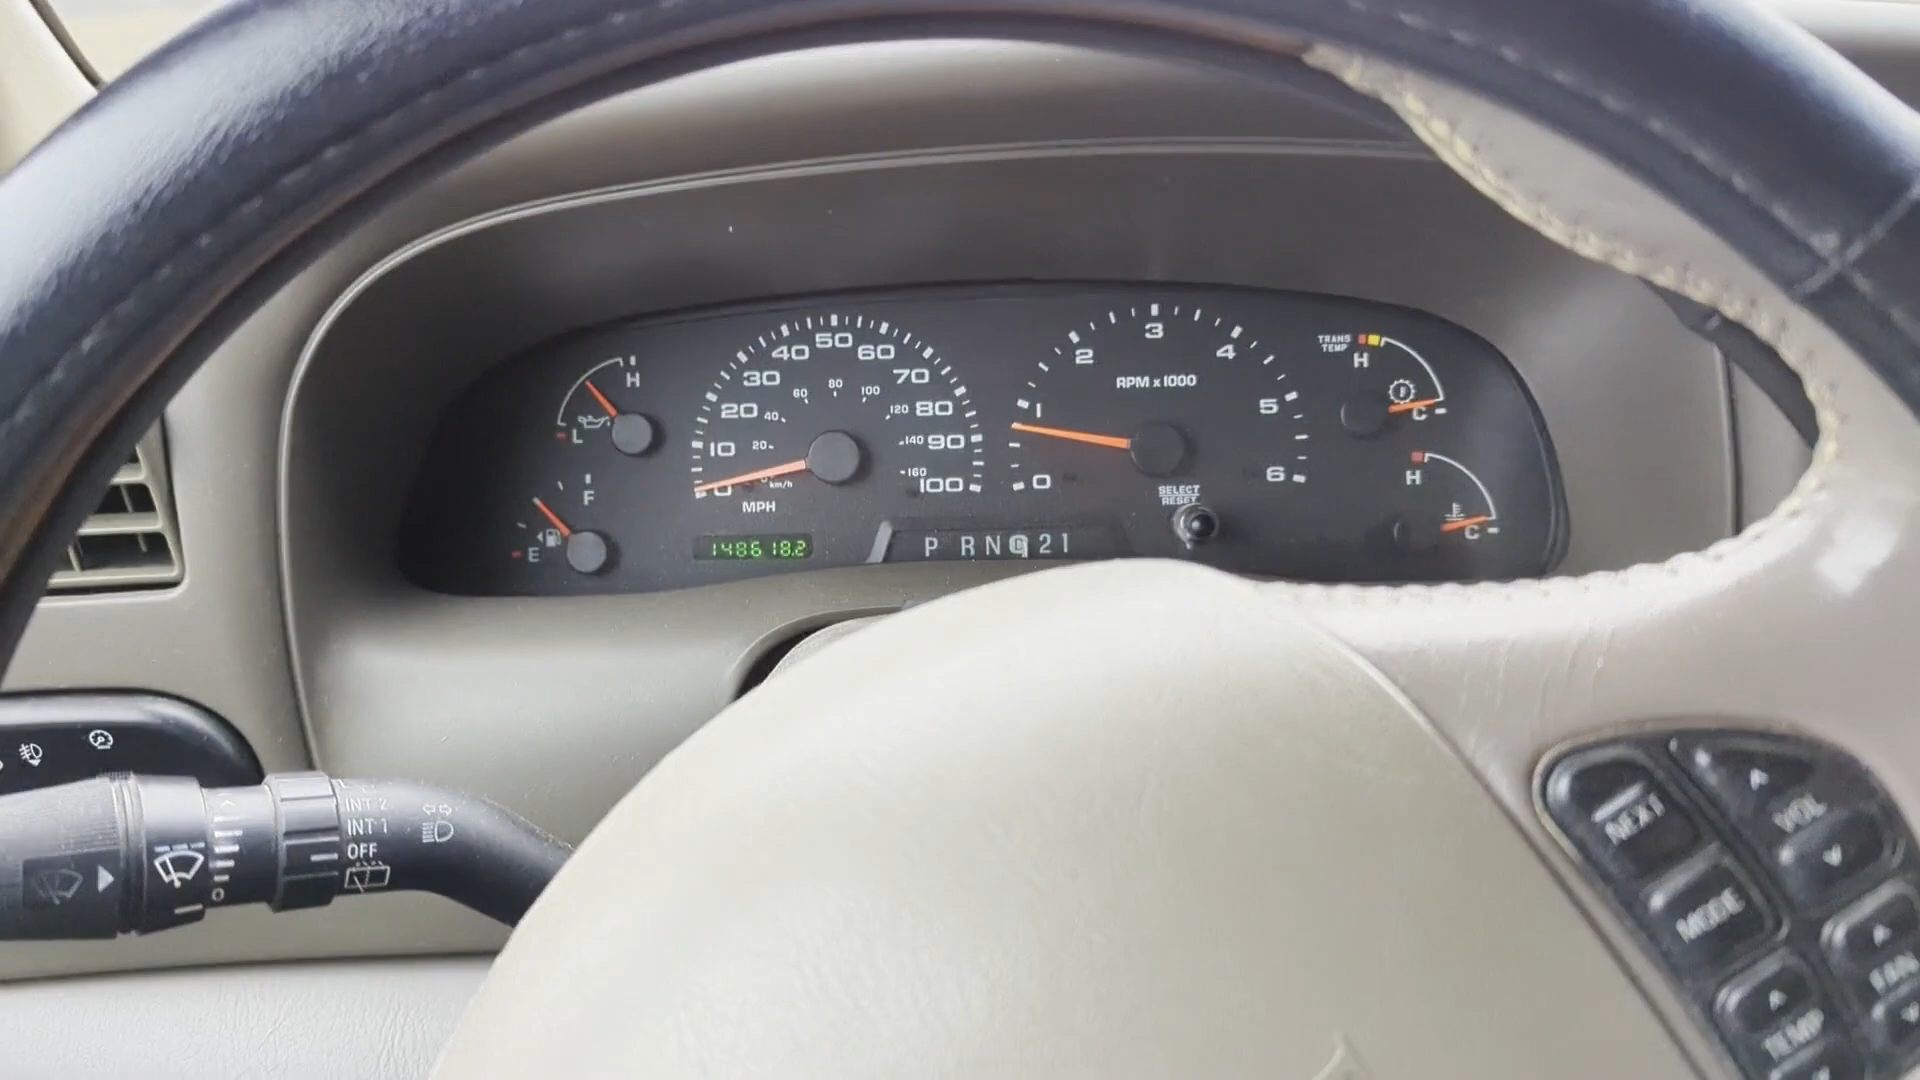 H
L
F
E
10 20 30 40 50 60 70 80 90 100
20 40 60 80 100 120 140 160
0
km/h
MPH
148618.2
P R N D 2 1
0 1 2 3 4 5 6
RPM x 1000
SELECT
RESET
TRANS
TEMP
H
C
H
C
INT 2
INT 1
OFF
NEXT
VOL
MODE
FAN
TEMP